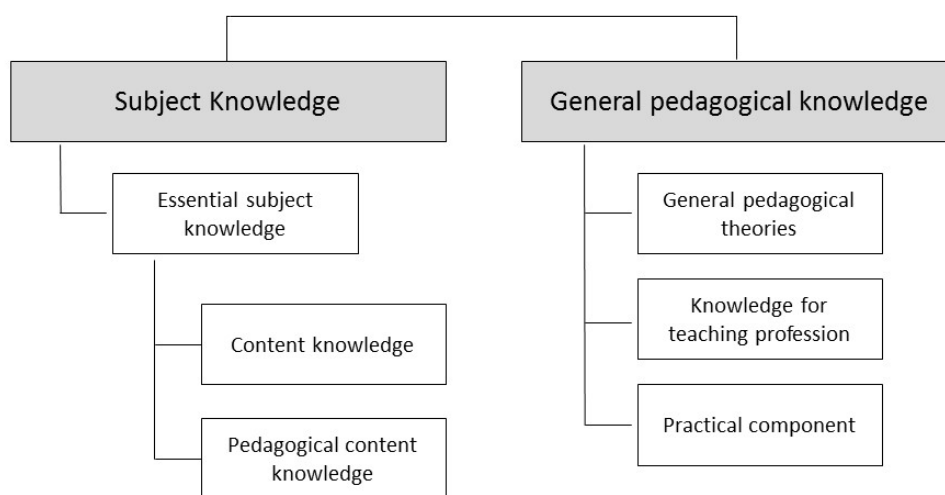 Subject Knowledge
General pedagogical knowledge
Essential subject
knowledge
General pedagogical
theories
Content knowledge
Knowledge for
teaching profession
Pedagogical content
knowledge
Practical component